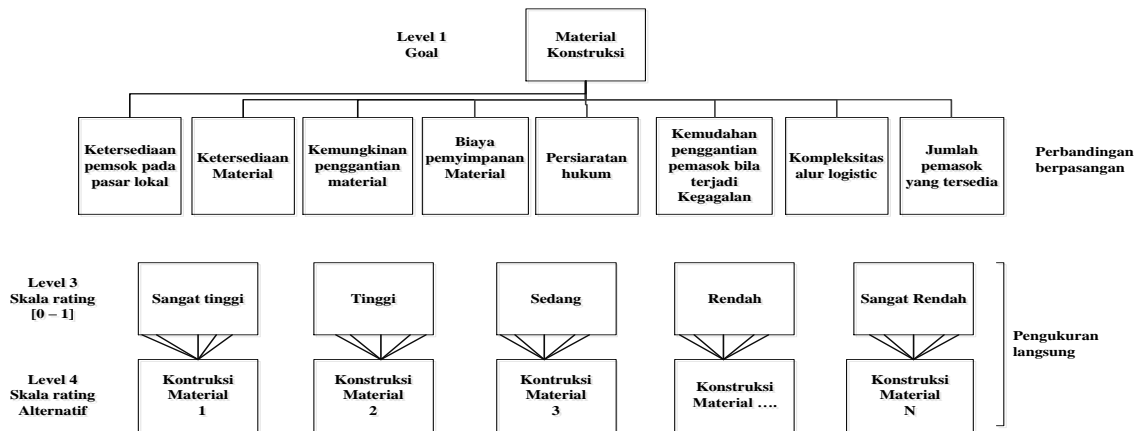 Level 1
Goal
Material
Konstruksi
Ketersediaan
pemsok pada
pasar lokal
Ketersediaan
Material
Kemungkinan
penggantian
material
Biaya
pemyimpanan
Material
Persiaratan
hukum
Kemudahan
penggantian
pemasok bila
terjadi
Kegagalan
Kompleksitas
alur logistic
Jumlah
pemasok
yang tersedia
Perbandingan
berpasangan
Level 3
Skala rating
[0 – 1]
Sangat tinggi
Tinggi
Sedang
Rendah
Sangat Rendah
Pengukuran
langsung
Level 4
Skala rating
Alternatif
Kontruksi
Material
1
Konstruksi
Material
2
Kontruksi
Material
3
Konstruksi
Material ….
Konstruksi
Material
N